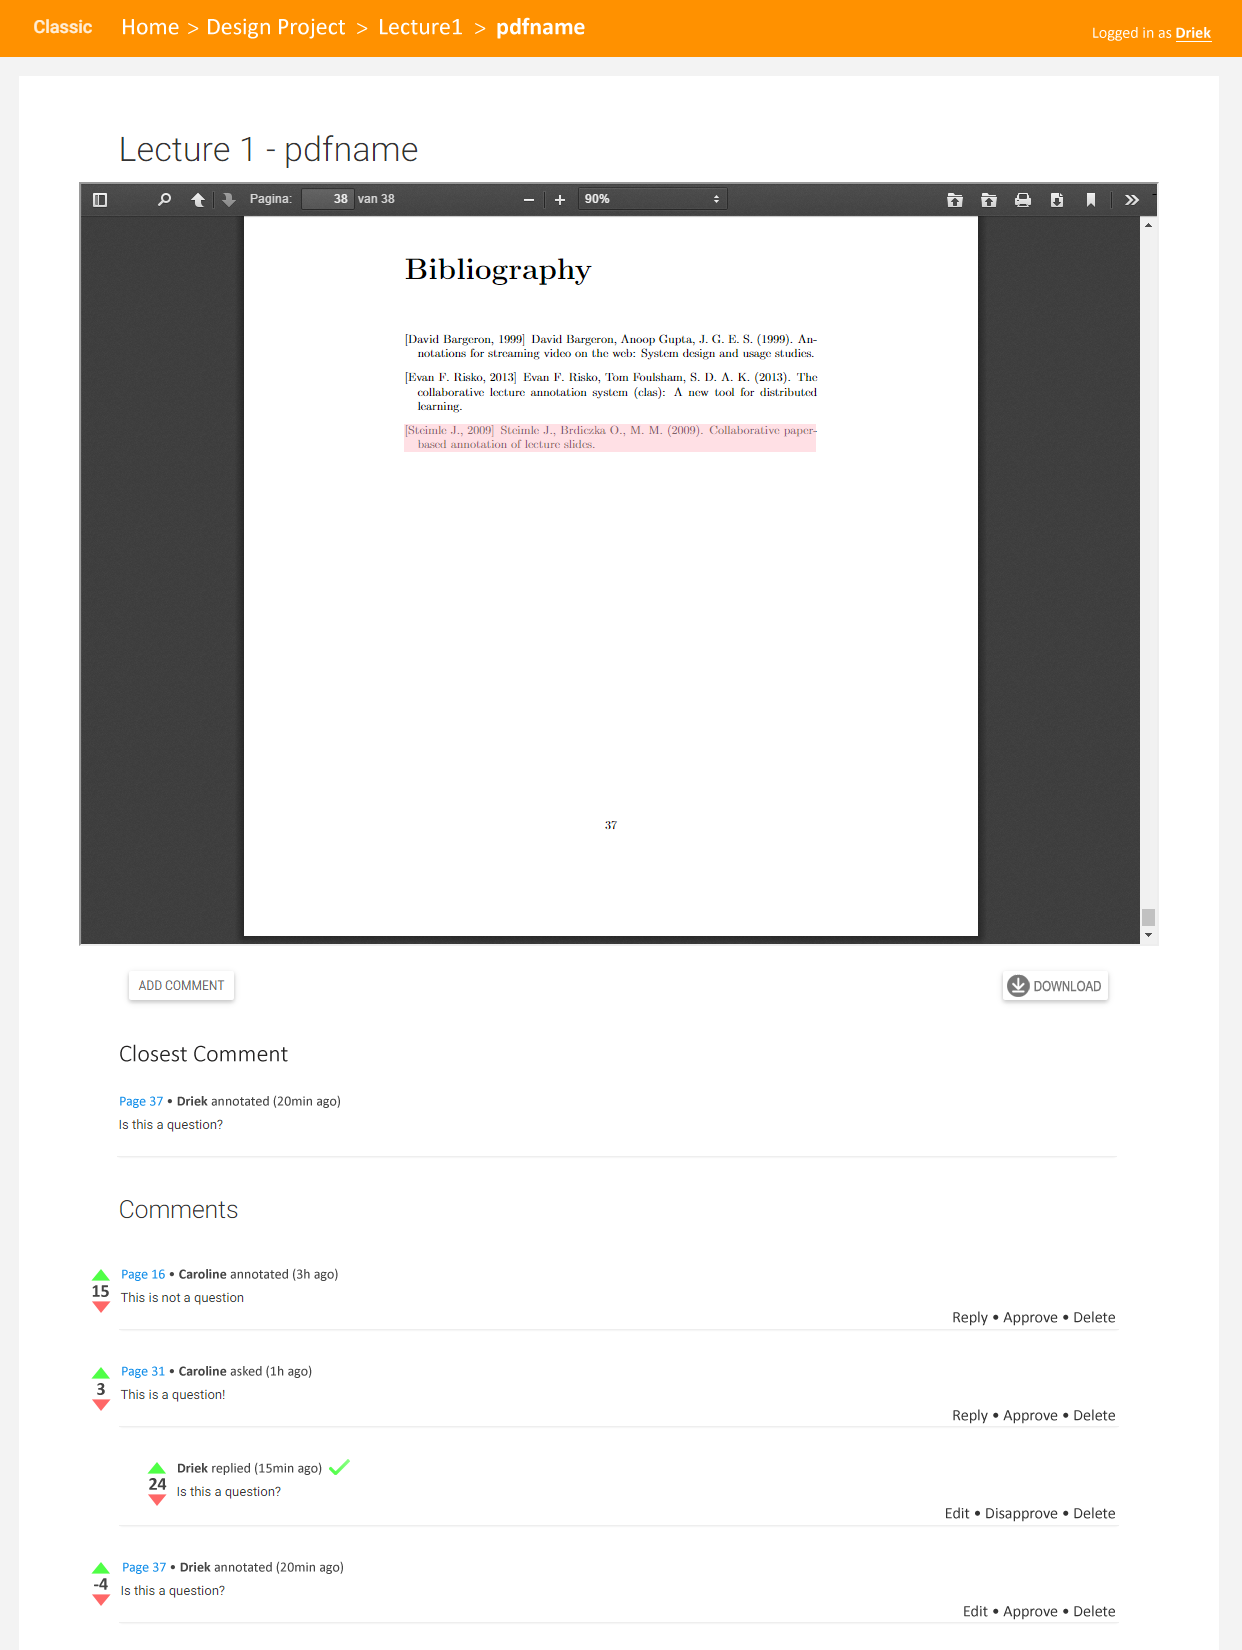 Classic Home > Design Project > Lecture1 > pdfname Logged in as Driek
Lecture 1 - pdfname
Pagina: 38 van 38 90%
Bibliography
[David Bargeron, 1999] David Bargeron, Anoop Gupta, J. G. E. S. (1999). An-
notations for streaming video on the web: System design and usage studies.
[Evan F. Risko, 2013] Evan F. Risko, Tom Foulsham, S. D. A. K. (2013). The
collaborative lecture annotation system (clas): A new tool for distributed
learning.
[Steimle J., 2009] Steimle J., Brdiczka O., M. M. (2009). Collaborative paper-
based annotation of lecture slides.
37
ADD COMMENT DOWNLOAD
Closest Comment
Page 37 • Driek annotated (20min ago)
Is this a question?
Comments
Page 16 • Caroline annotated (3h ago)
15
This is not a question
Reply • Approve • Delete
Page 31 • Caroline asked (1h ago)
3
This is a question!
Reply • Approve • Delete
Driek replied (15min ago)
24
Is this a question?
Edit • Disapprove • Delete
Page 37 • Driek annotated (20min ago)
-4
Is this a question?
Edit • Approve • Delete